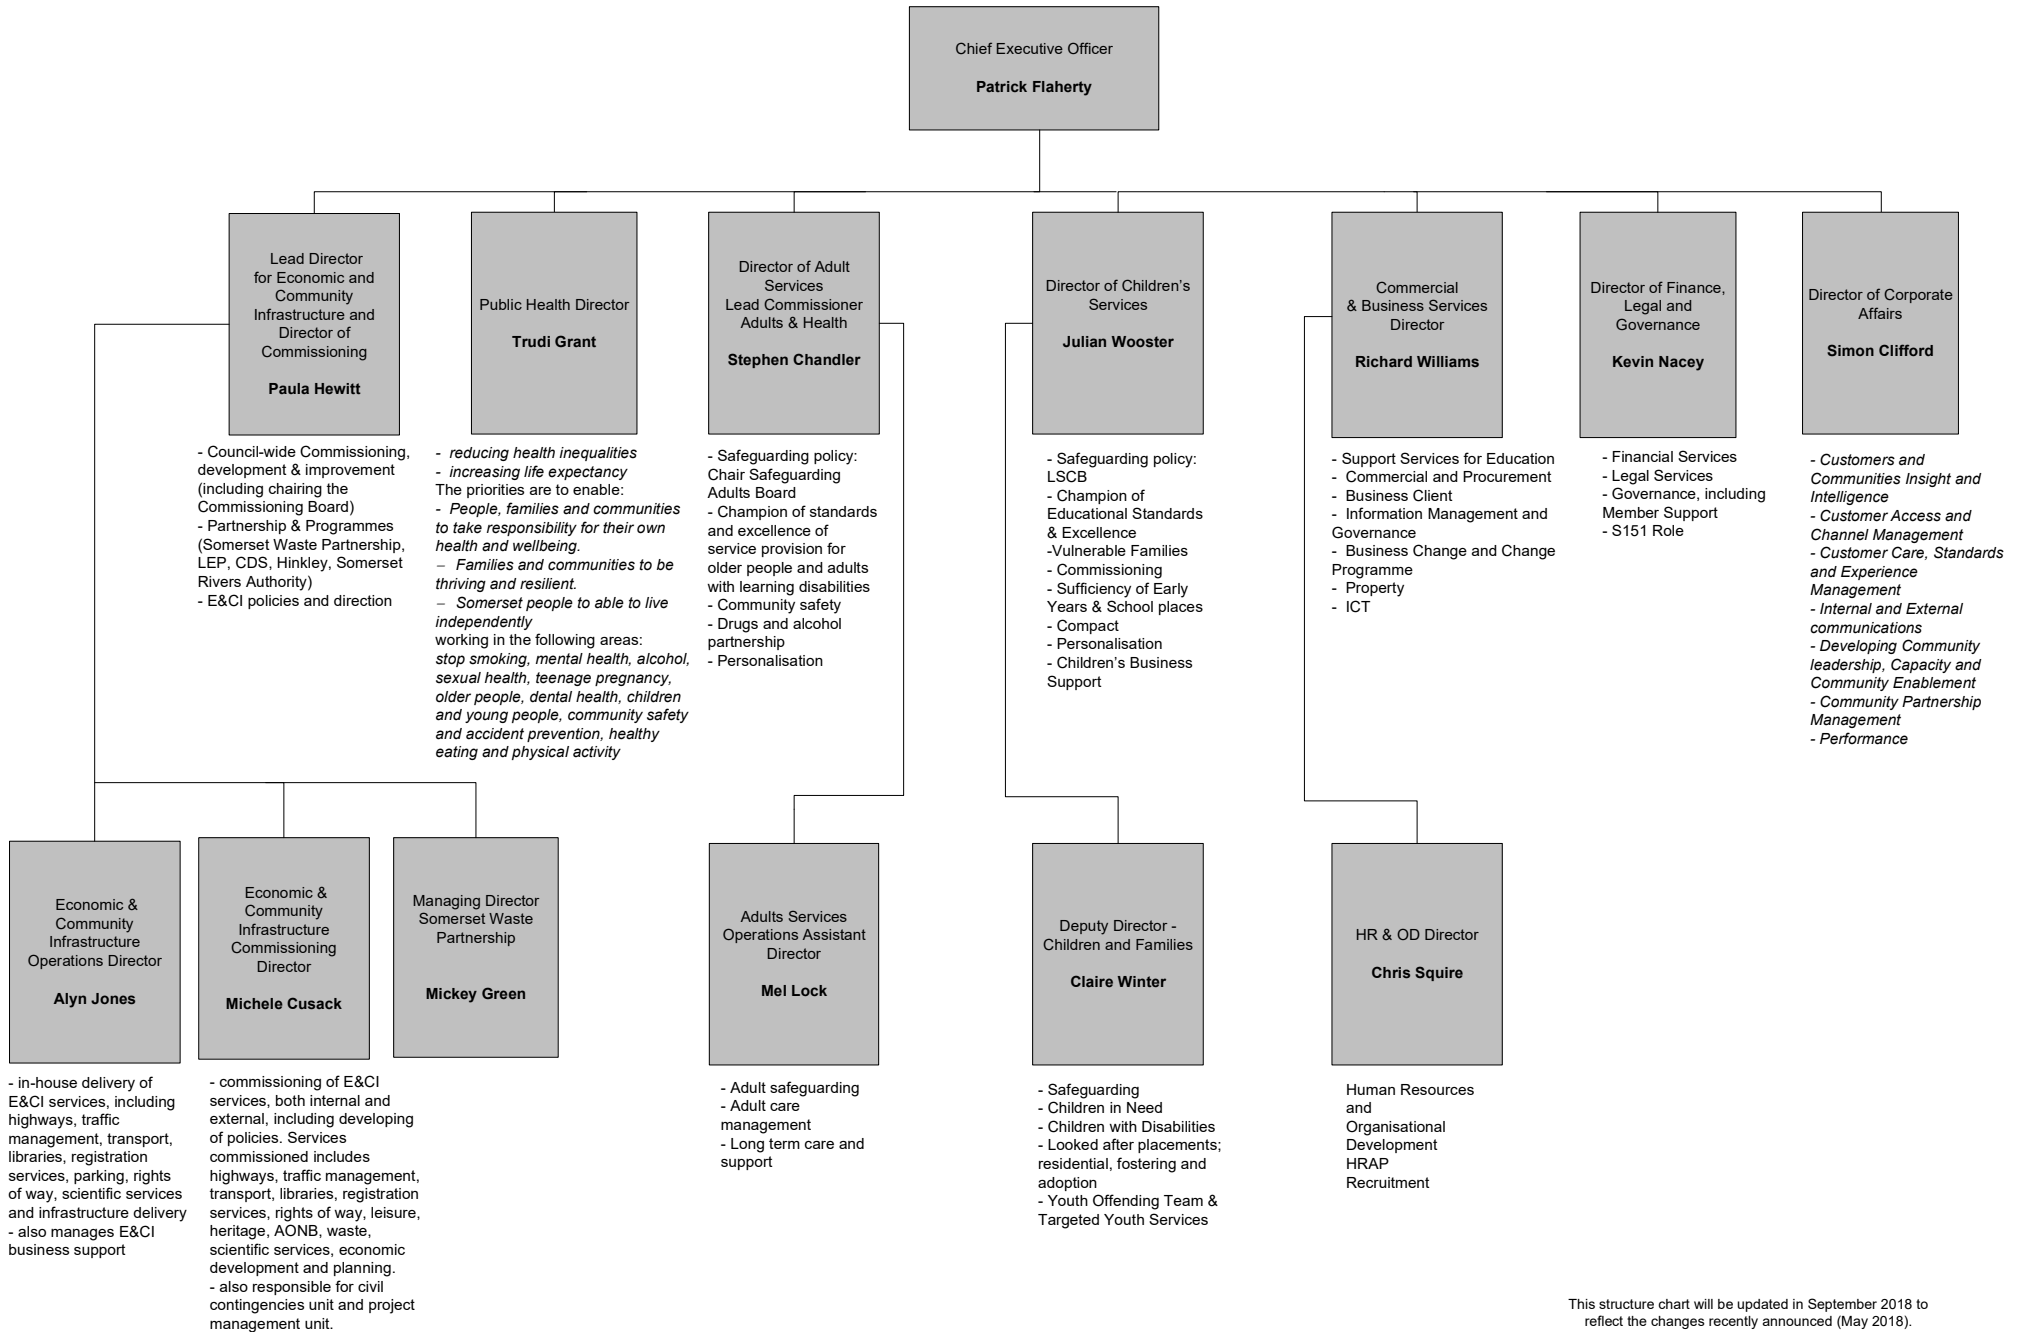 Chief Executive Officer
Patrick Flaherty
Lead Director
for Economic and
Community
Infrastructure and
Director of
Commissioning
Paula Hewitt
- Council-wide Commissioning,
development & improvement
(including chairing the
Commissioning Board)
- Partnership & Programmes
(Somerset Waste Partnership,
LEP, CDS, Hinkley, Somerset
Rivers Authority)
- E&CI policies and direction
Public Health Director
Trudi Grant
- reducing health inequalities
- increasing life expectancy
The priorities are to enable:
- People, families and communities
to take responsibility for their own
health and wellbeing.
– Families and communities to be
thriving and resilient.
– Somerset people to able to live
independently
working in the following areas:
stop smoking, mental health, alcohol,
sexual health, teenage pregnancy,
older people, dental health, children
and young people, community safety
and accident prevention, healthy
eating and physical activity
Director of Adult
Services
Lead Commissioner
Adults & Health
Stephen Chandler
- Safeguarding policy:
Chair Safeguarding
Adults Board
- Champion of standards
and excellence of
service provision for
older people and adults
with learning disabilities
- Community safety
- Drugs and alcohol
partnership
- Personalisation
Director of Children’s
Services
Julian Wooster
- Safeguarding policy:
LSCB
- Champion of
Educational Standards
& Excellence
-Vulnerable Families
- Commissioning
- Sufficiency of Early
Years & School places
- Compact
- Personalisation
- Children’s Business
Support
Commercial
& Business Services
Director
Richard Williams
- Support Services for Education
- Commercial and Procurement
- Business Client
- Information Management and
Governance
- Business Change and Change
Programme
- Property
- ICT
Director of Finance,
Legal and
Governance
Kevin Nacey
- Financial Services
- Legal Services
- Governance, including
Member Support
- S151 Role
Director of Corporate
Affairs
Simon Clifford
- Customers and
Communities Insight and
Intelligence
- Customer Access and
Channel Management
- Customer Care, Standards
and Experience
Management
- Internal and External
communications
- Developing Community
leadership, Capacity and
Community Enablement
- Community Partnership
Management
- Performance
Economic &
Community
Infrastructure
Operations Director
Alyn Jones
- in-house delivery of
E&CI services, including
highways, traffic
management, transport,
libraries, registration
services, parking, rights
of way, scientific services
and infrastructure delivery
- also manages E&CI
business support
Economic &
Community
Infrastructure
Commissioning
Director
Michele Cusack
- commissioning of E&CI
services, both internal and
external, including developing
of policies. Services
commissioned includes
highways, traffic management,
transport, libraries, registration
services, rights of way, leisure,
heritage, AONB, waste,
scientific services, economic
development and planning.
- also responsible for civil
contingencies unit and project
management unit.
Managing Director
Somerset Waste
Partnership
Mickey Green
Adults Services
Operations Assistant
Director
Mel Lock
- Adult safeguarding
- Adult care
management
- Long term care and
support
Deputy Director -
Children and Families
Claire Winter
- Safeguarding
- Children in Need
- Children with Disabilities
- Looked after placements;
residential, fostering and
adoption
- Youth Offending Team &
Targeted Youth Services
HR & OD Director
Chris Squire
Human Resources
and
Organisational
Development
HRAP
Recruitment
This structure chart will be updated in September 2018 to
reflect the changes recently announced (May 2018).